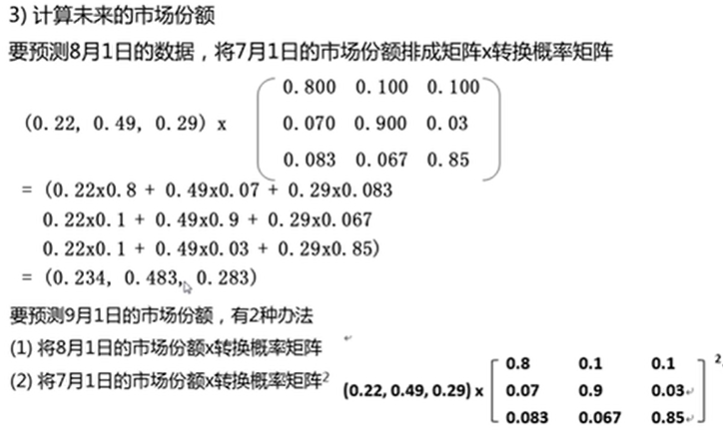 3) 计算未来的市场份额
要预测8月1日的数据，将7月1日的市场份额排成矩阵x转换概率矩阵
0.800 0.100 0.100
(0.22, 0.49, 0.29) x 0.070 0.900 0.03
0.083 0.067 0.85
= (0.22x0.8 + 0.49x0.07 + 0.29x0.083
0.22x0.1 + 0.49x0.9 + 0.29x0.067
0.22x0.1 + 0.49x0.03 + 0.29x0.85)
= (0.234, 0.483, 0.283)
要预测9月1日的市场份额，有2种办法
(1) 将8月1日的市场份额x转换概率矩阵
(2) 将7月1日的市场份额x转换概率矩阵²
0.8 0.1 0.1 ²
(0.22, 0.49, 0.29) x 0.07 0.9 0.03
0.083 0.067 0.85